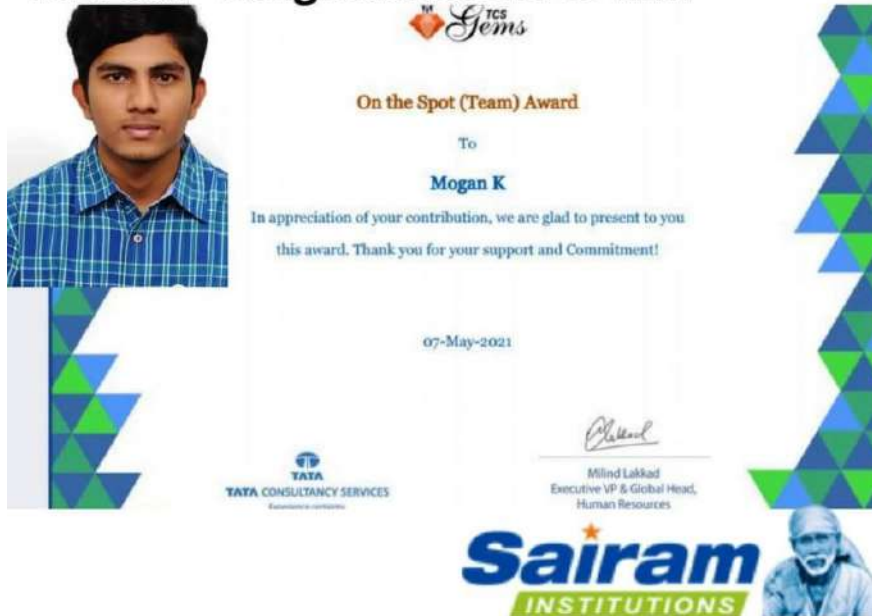 TCS
Gems
On the Spot (Team) Award
To
Mogan K
In appreciation of your contribution, we are glad to present to you
this award. Thank you for your support and Commitment!
07-May-2021
TATA
TATA CONSULTANCY SERVICES
Milind Lakkad
Executive VP & Global Head,
Human Resources
Sairam
INSTITUTIONS